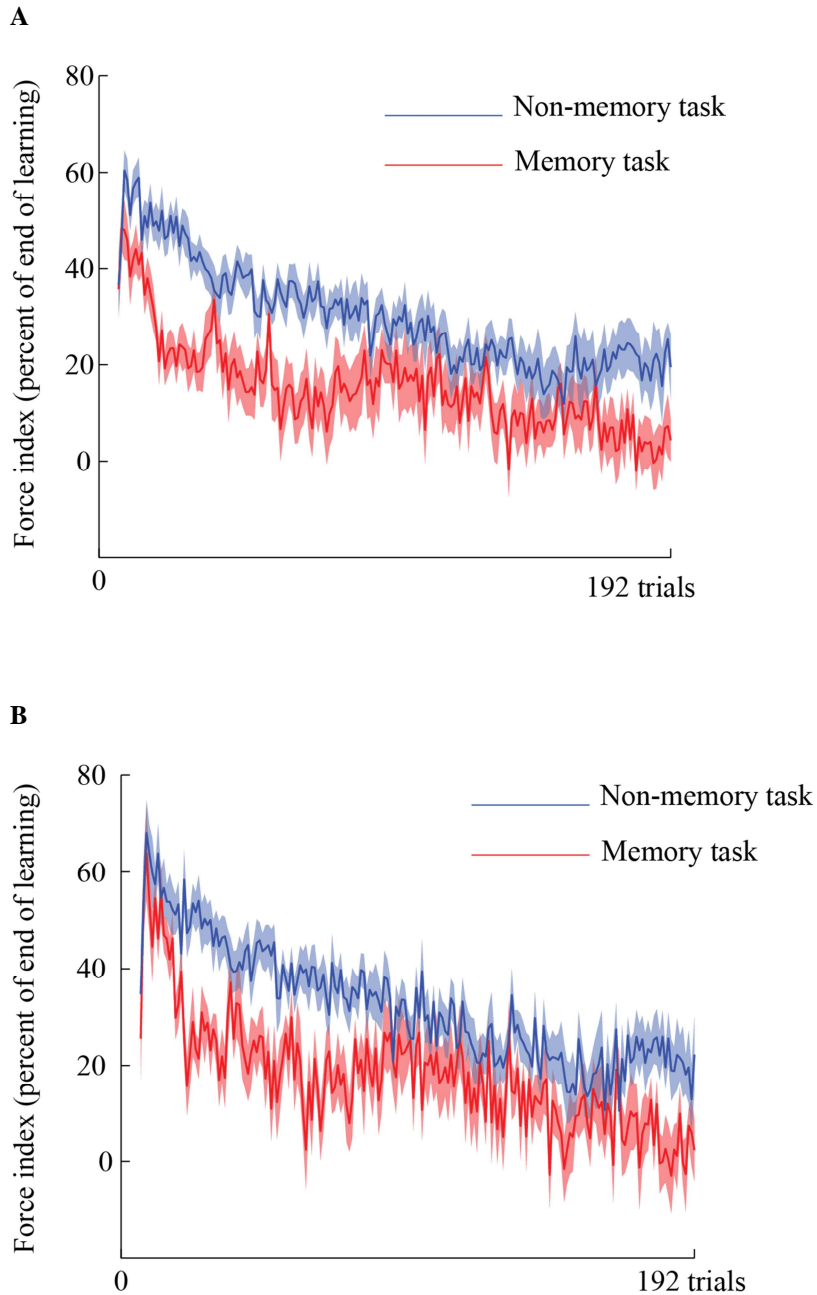 A
Force index (percent of end of learning)
80
60
40
20
0
Non-memory task
Memory task
0
192 trials
B
Force index (percent of end of learning)
80
60
40
20
0
Non-memory task
Memory task
0
192 trials